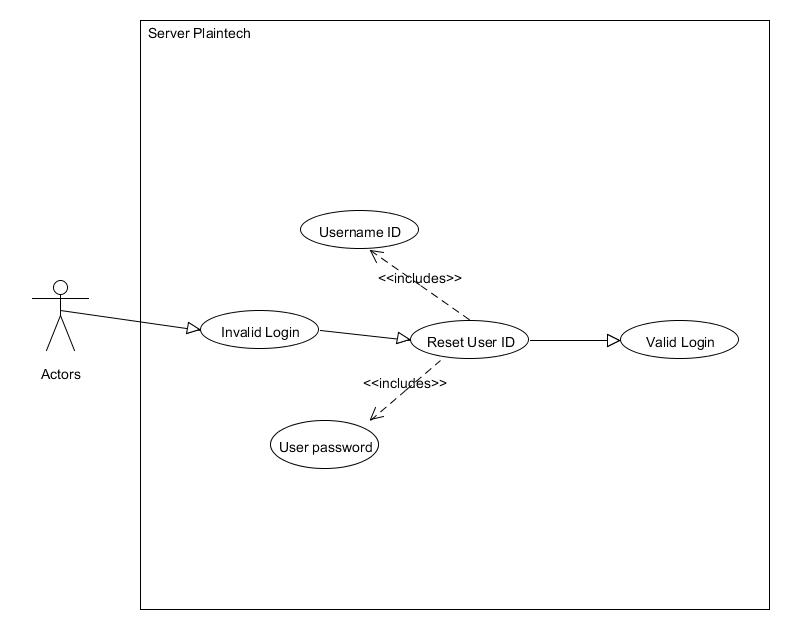 Server Plaintech
Username ID
<<includes>>
Invalid Login
Reset User ID
Valid Login
Actors
<<includes>>
User password